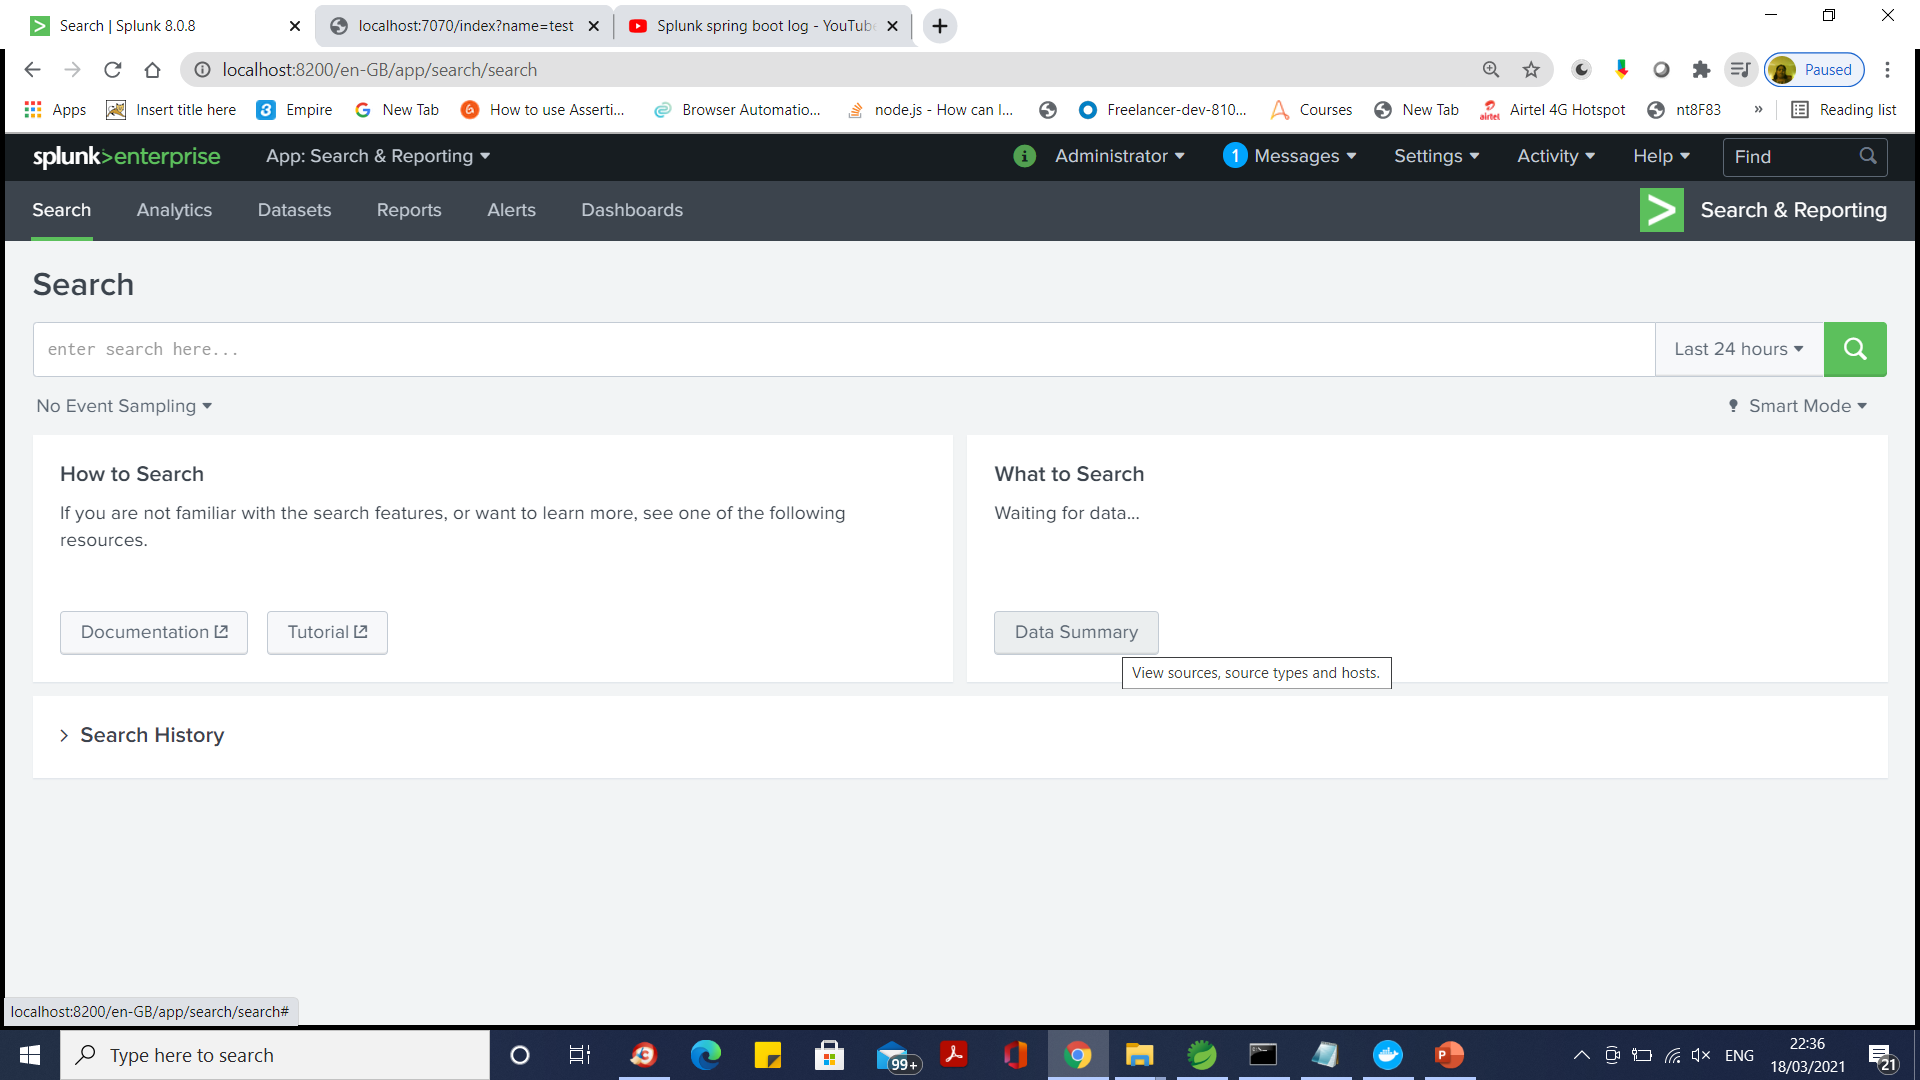 Search | Splunk 8.0.8
localhost:7070/index?name=test
Splunk spring boot log - YouTube
localhost:8200/en-GB/app/search/search
Paused
Apps
Insert title here
Empire
New Tab
How to use Asserti...
Browser Automatio...
node.js - How can I...
Freelancer-dev-810...
Courses
New Tab
Airtel 4G Hotspot
nt8F83
»
Reading list
splunk>enterprise
App: Search & Reporting
i
Administrator
1
Messages
Settings
Activity
Help
Find
Search
Analytics
Datasets
Reports
Alerts
Dashboards
Search & Reporting
Search
enter search here...
Last 24 hours
No Event Sampling
Smart Mode
How to Search
If you are not familiar with the search features, or want to learn more, see one of the following
resources.
Documentation
Tutorial
What to Search
Waiting for data...
Data Summary
View sources, source types and hosts.
Search History
localhost:8200/en-GB/app/search/search#
Type here to search
99+
ENG
22:36
18/03/2021
21